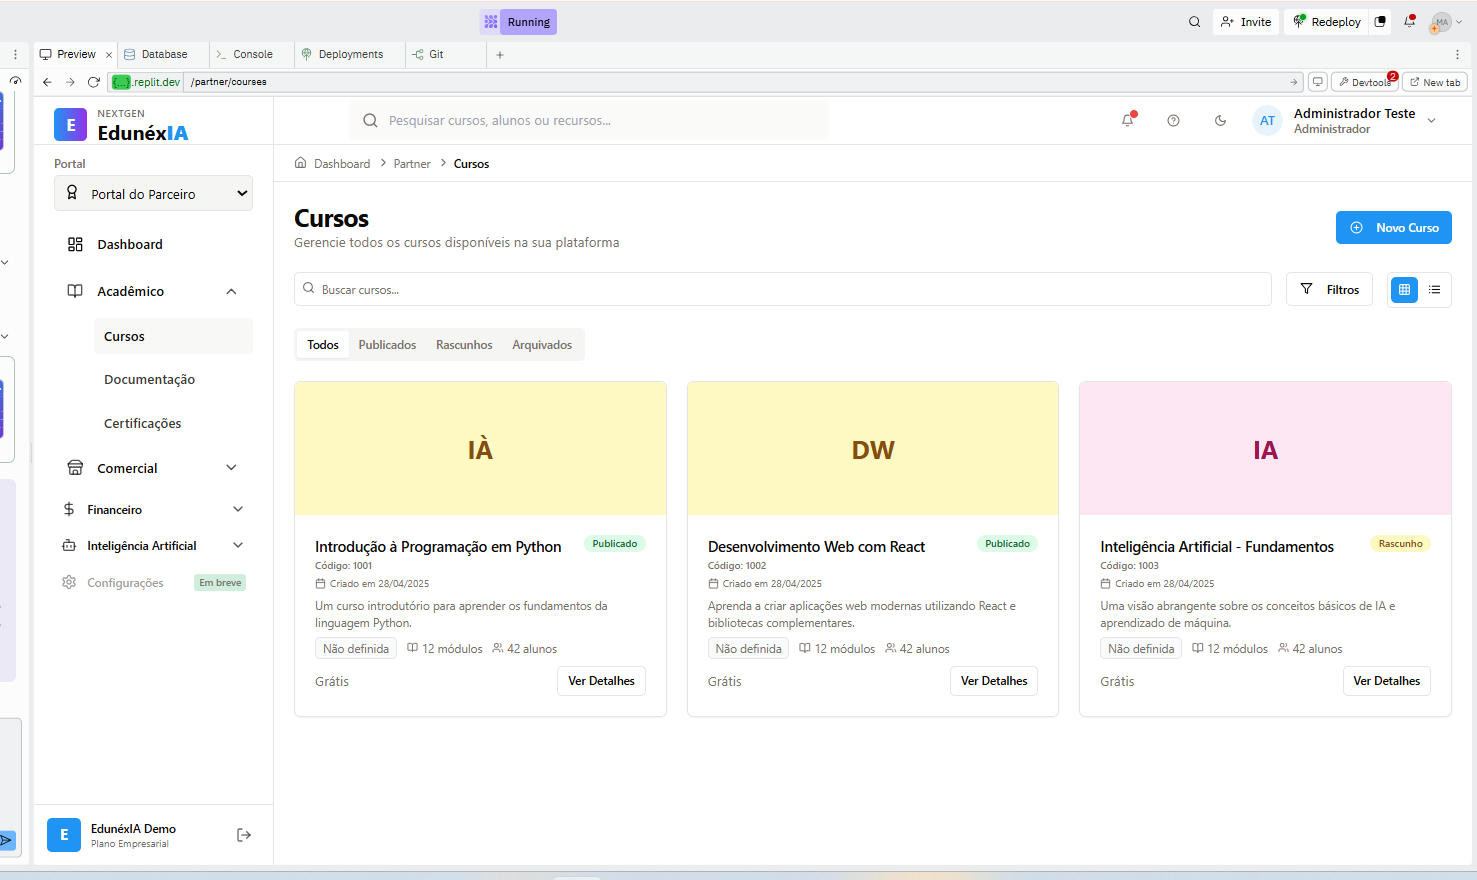 Running
Invite
Redeploy
MA
Preview
Database
Console
Deployments
Git
{...}.replit.dev
/partner/courses
Devtools
2
New tab
E
NEXTGEN
EdunéxIA
Pesquisar cursos, alunos ou recursos...
AT
Administrador Teste
Administrador
Portal
Portal do Parceiro
Dashboard
Acadêmico
Cursos
Documentação
Certificações
Comercial
Financeiro
Inteligência Artificial
Configurações
Em breve
E
EdunéxIA Demo
Plano Empresarial
Dashboard
Partner
Cursos
Cursos
Gerencie todos os cursos disponíveis na sua plataforma
Novo Curso
Buscar cursos...
Filtros
Todos
Publicados
Rascunhos
Arquivados
IÀ
Introdução à Programação em Python
Publicado
Código: 1001
Criado em 28/04/2025
Um curso introdutório para aprender os fundamentos da
linguagem Python.
Não definida
12 módulos
42 alunos
Grátis
Ver Detalhes
DW
Desenvolvimento Web com React
Publicado
Código: 1002
Criado em 28/04/2025
Aprenda a criar aplicações web modernas utilizando React e
bibliotecas complementares.
Não definida
12 módulos
42 alunos
Grátis
Ver Detalhes
IA
Inteligência Artificial - Fundamentos
Rascunho
Código: 1003
Criado em 28/04/2025
Uma visão abrangente sobre os conceitos básicos de IA e
aprendizado de máquina.
Não definida
12 módulos
42 alunos
Grátis
Ver Detalhes